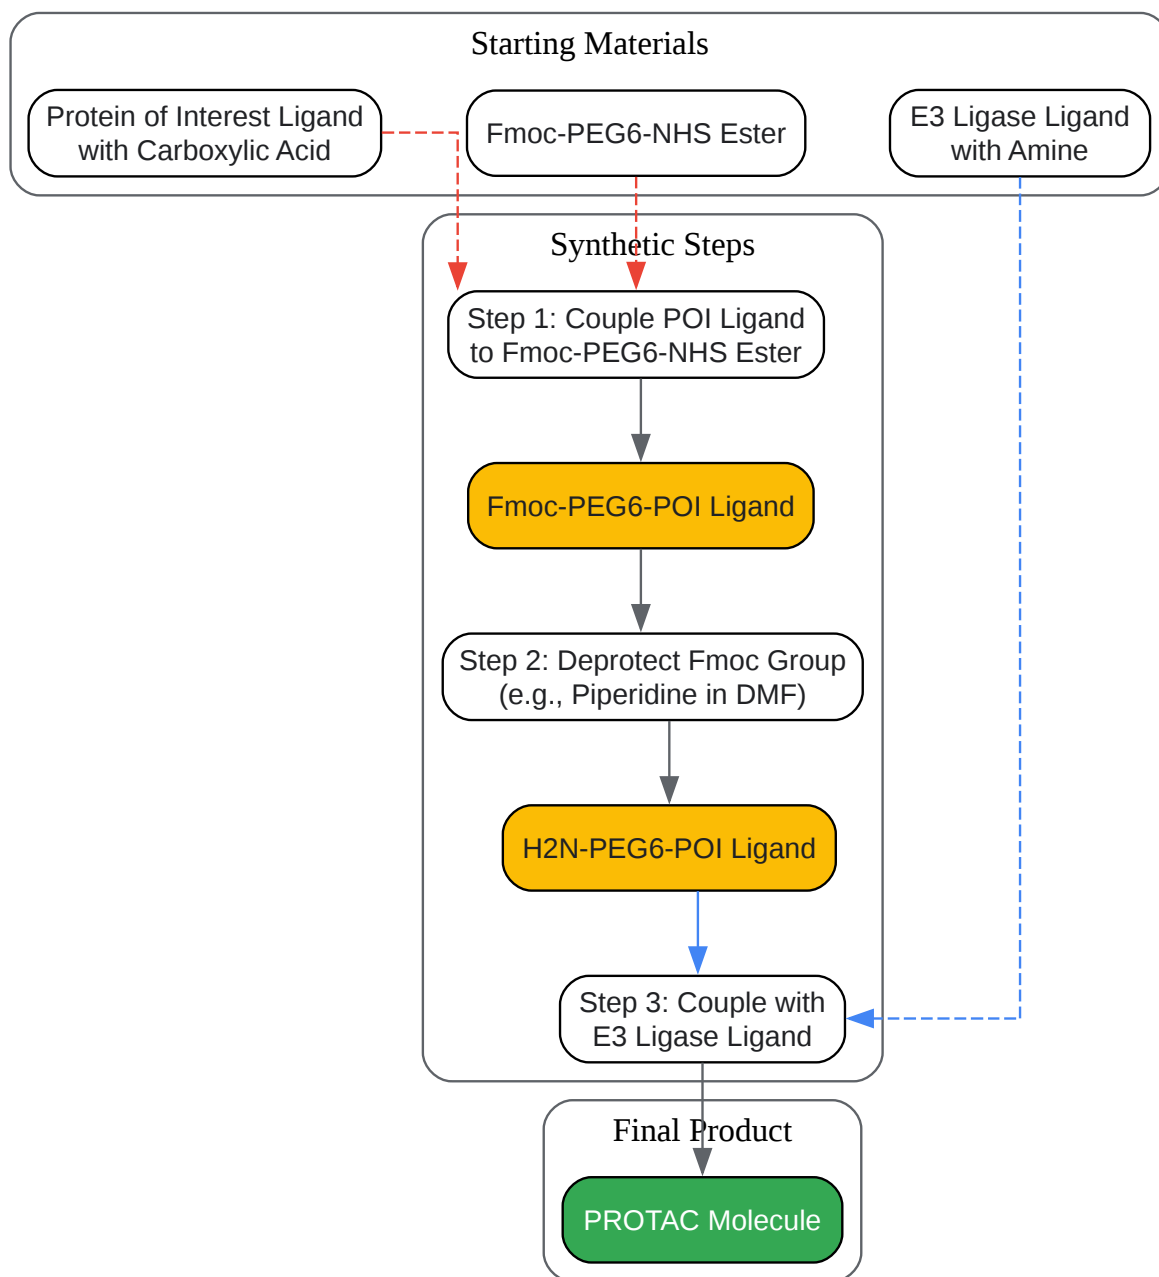 Starting Materials
Protein of Interest Ligand
with Carboxylic Acid
Fmoc-PEG6-NHS Ester
E3 Ligase Ligand
with Amine
Synthetic Steps
Step 1: Couple POI Ligand
to Fmoc-PEG6-NHS Ester
Fmoc-PEG6-POI Ligand
Step 2: Deprotect Fmoc Group
(e.g., Piperidine in DMF)
H2N-PEG6-POI Ligand
Step 3: Couple with
E3 Ligase Ligand
Final Product
PROTAC Molecule